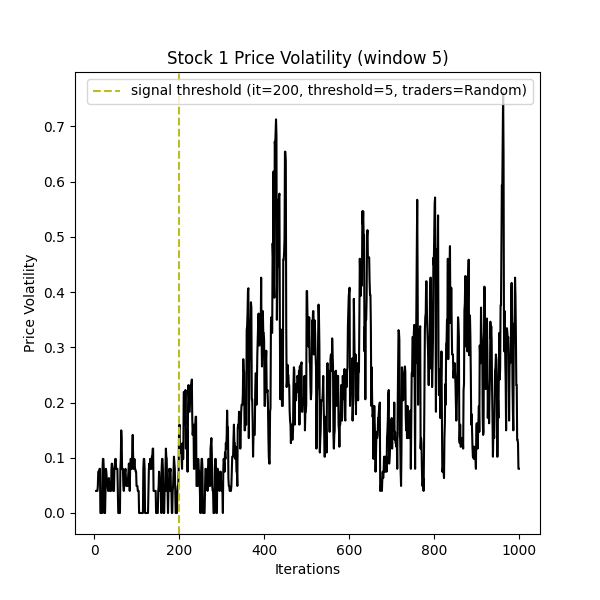 Stock 1 Price Volatility (window 5)
signal threshold (it=200, threshold=5, traders=Random)
0.7
0.6
0.5
0.4
0.3
0.2
0.1
0.0
Price Volatility
0 200 400 600 800 1000
Iterations